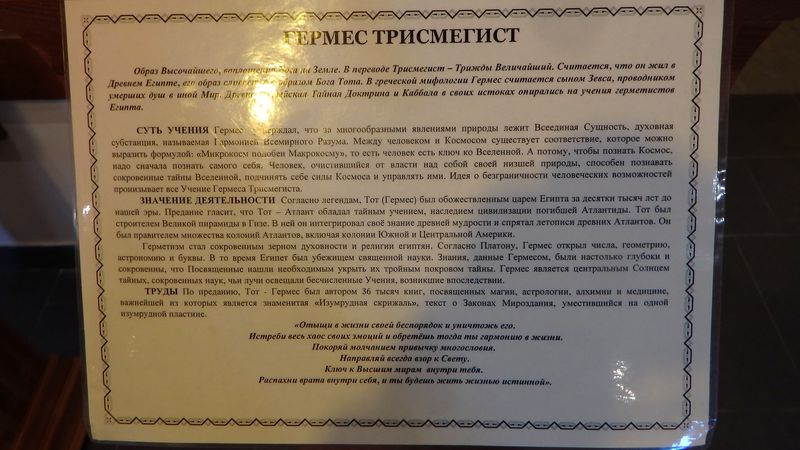 ГЕРМЕС ТРИСМЕГИСТ
Образ Высочайшего, Бога на Земле. В переводе Трисмегист – Трижды Величайший. Считается, что он жил в
Древнем Египте, его образ образом Бога Тота. В греческой мифологии Гермес считается сыном Зевса, проводником
умерших душ в иной Мир. Тайная Доктрина и Каббала в своих истоках опирались на учения герметистов
Египта.
СУТЬ УЧЕНИЯ Гермес что за многообразными явлениями природы лежит Всеединая Сущность, духовная
субстанция, называемая Гармонией Всемирного Разума. Между человеком и Космосом существует соответствие, которое можно
выразить формулой: «Микрокосм подобен Макрокосму», то есть человек есть ключ ко Вселенной. А потому, чтобы познать Космос,
надо сначала познать самого себя. Человек, очистившийся от власти над собой своей низшей природы, способен познавать
сокровенные тайны Вселенной, подчинять себе силы Космоса и управлять ими. Идея о безграничности человеческих возможностей
пронизывает все Учение Гермеса Трисмегиста.
ЗНАЧЕНИЕ ДЕЯТЕЛЬНОСТИ Согласно легендам, Тот (Гермес) был обожествленным царем Египта за десятки тысяч лет до
нашей эры. Предание гласит, что Тот – Атлант обладал тайным учением, наследием цивилизации погибшей Атлантиды. Тот был
строителем Великой пирамиды в Гизе. В ней он интегрировал своё знание древней мудрости и спрятал летописи древних Атлантов. Он
был правителем множества колоний Атлантов, включая колонии Южной и Центральной Америки.
Герметизм стал сокровенным зерном духовности и религии египтян. Согласно Платону, Гермес открыл числа, геометрию,
астрономию и буквы. В то время Египет был убежищем священной науки. Знания, данные Гермесом, были настолько глубоки и
сокровенны, что Посвященные нашли необходимым укрыть их тройным покровом тайны. Гермес является центральным Солнцем
тайных, сокровенных наук, чьи лучи освещали бесчисленные Учения, возникшие впоследствии.
ТРУДЫ По преданию, Тот - Гермес был автором 36 тысяч книг, посвященных магии, астрологии, алхимии и медицине,
важнейшей из которых является знаменитая «Изумрудная скрижаль», текст о Законах Мироздания, уместившийся на одной
изумрудной пластине.
«Отыщи в жизни своей беспорядок и уничтожь его.
Истреби весь хаос своих эмоций и обретёшь тогда ты гармонию в жизни.
Покоряй молчанием привычку многословия.
Направляй всегда взор к Свету.
Ключ к Высшим мирам внутри тебя.
Распахни врата внутри себя, и ты будешь жить жизнью истинной».